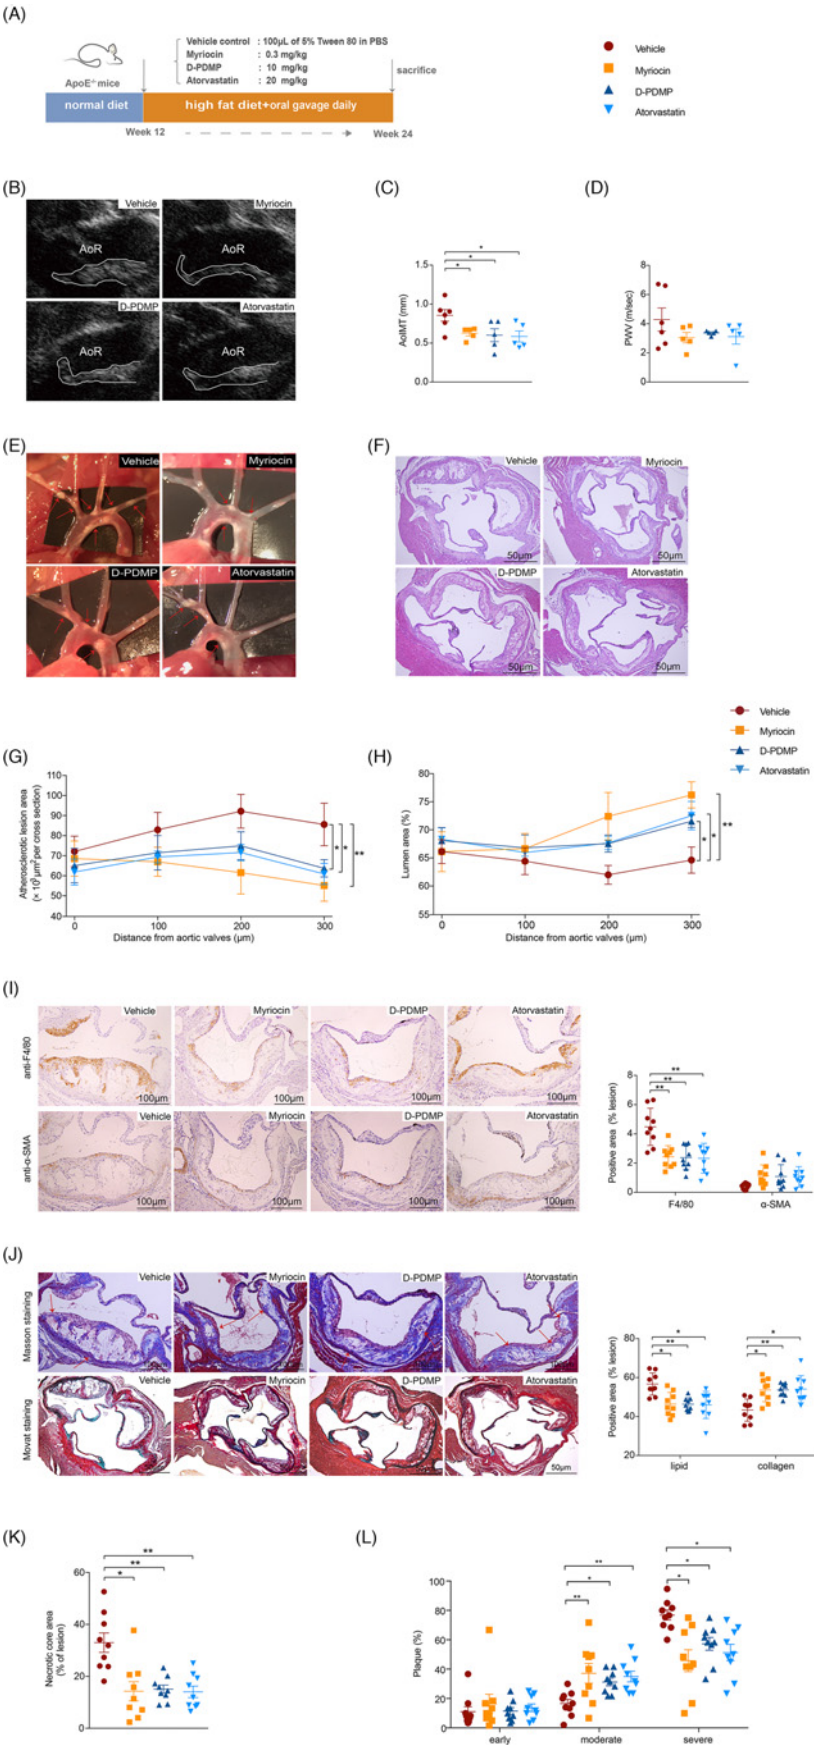 (A)
Vehicle control : 100µL of 5% Tween 80 in PBS
Myriocin : 0.3 mg/kg
D-PDMP : 10 mg/kg
Atorvastatin : 20 mg/kg
ApoE-/- mice
sacrifice
normal diet
high fat diet+oral gavage daily
Week 12
Week 24
Vehicle
Myriocin
D-PDMP
Atorvastatin
(B)
Vehicle
Myriocin
AoR
AoR
D-PDMP
Atorvastatin
AoR
AoR
(C)
AoIMT (mm)
1.5
1.0
0.5
0.0
*
*
*
(D)
PWV (m/sec)
8
6
4
2
0
(E)
Vehicle
Myriocin
D-PDMP
Atorvastatin
(F)
Vehicle
Myriocin
50µm
50µm
D-PDMP
Atorvastatin
50µm
50µm
Vehicle
Myriocin
D-PDMP
Atorvastatin
(G)
Atherosclerotic lesion area
(× 10³ µm² per cross section)
110
100
90
80
70
60
50
40
0
100
200
300
Distance from aortic valves (µm)
* * **
(H)
Lumen area (%)
80
75
70
65
60
55
0
100
200
300
Distance from aortic valves (µm)
* * **
(I)
anti-F4/80
Vehicle
Myriocin
D-PDMP
Atorvastatin
100µm
100µm
100µm
100µm
anti-α-SMA
Vehicle
Myriocin
D-PDMP
Atorvastatin
100µm
100µm
100µm
100µm
Positive area (% lesion)
8
6
4
2
0
**
**
**
F4/80
α-SMA
(J)
Masson staining
Vehicle
Myriocin
D-PDMP
Atorvastatin
Movat staining
Vehicle
Myriocin
D-PDMP
Atorvastatin
50µm
Positive area (% lesion)
80
60
40
20
*
**
*
*
**
*
lipid
collagen
(K)
Necrotic core area
(% of lesion)
60
40
20
0
**
**
*
(L)
Plaque (%)
100
80
60
40
20
0
**
*
**
*
*
*
early
moderate
severe